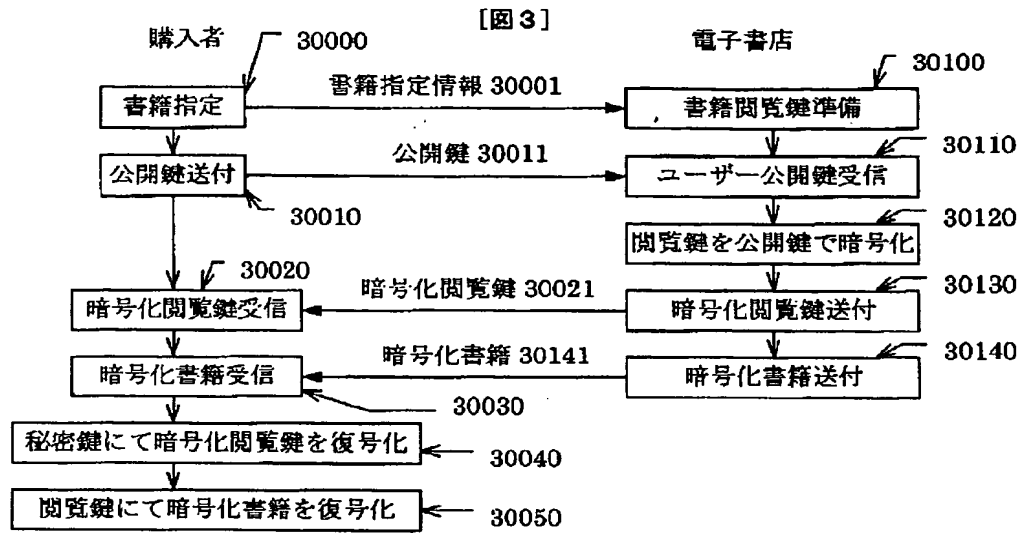 [図3]
購入者 30000 電子書店
30100
書籍指定 書籍指定情報 30001 書籍閲覧鍵準備
30110
公開鍵送付 公開鍵 30011 ユーザー公開鍵受信
30010
30120
閲覧鍵を公開鍵で暗号化
30020 30130
暗号化閲覧鍵受信 暗号化閲覧鍵 30021 暗号化閲覧鍵送付
30140
暗号化書籍受信 暗号化書籍 30141 暗号化書籍送付
30030
秘密鍵にて暗号化閲覧鍵を復号化 30040
閲覧鍵にて暗号化書籍を復号化 30050